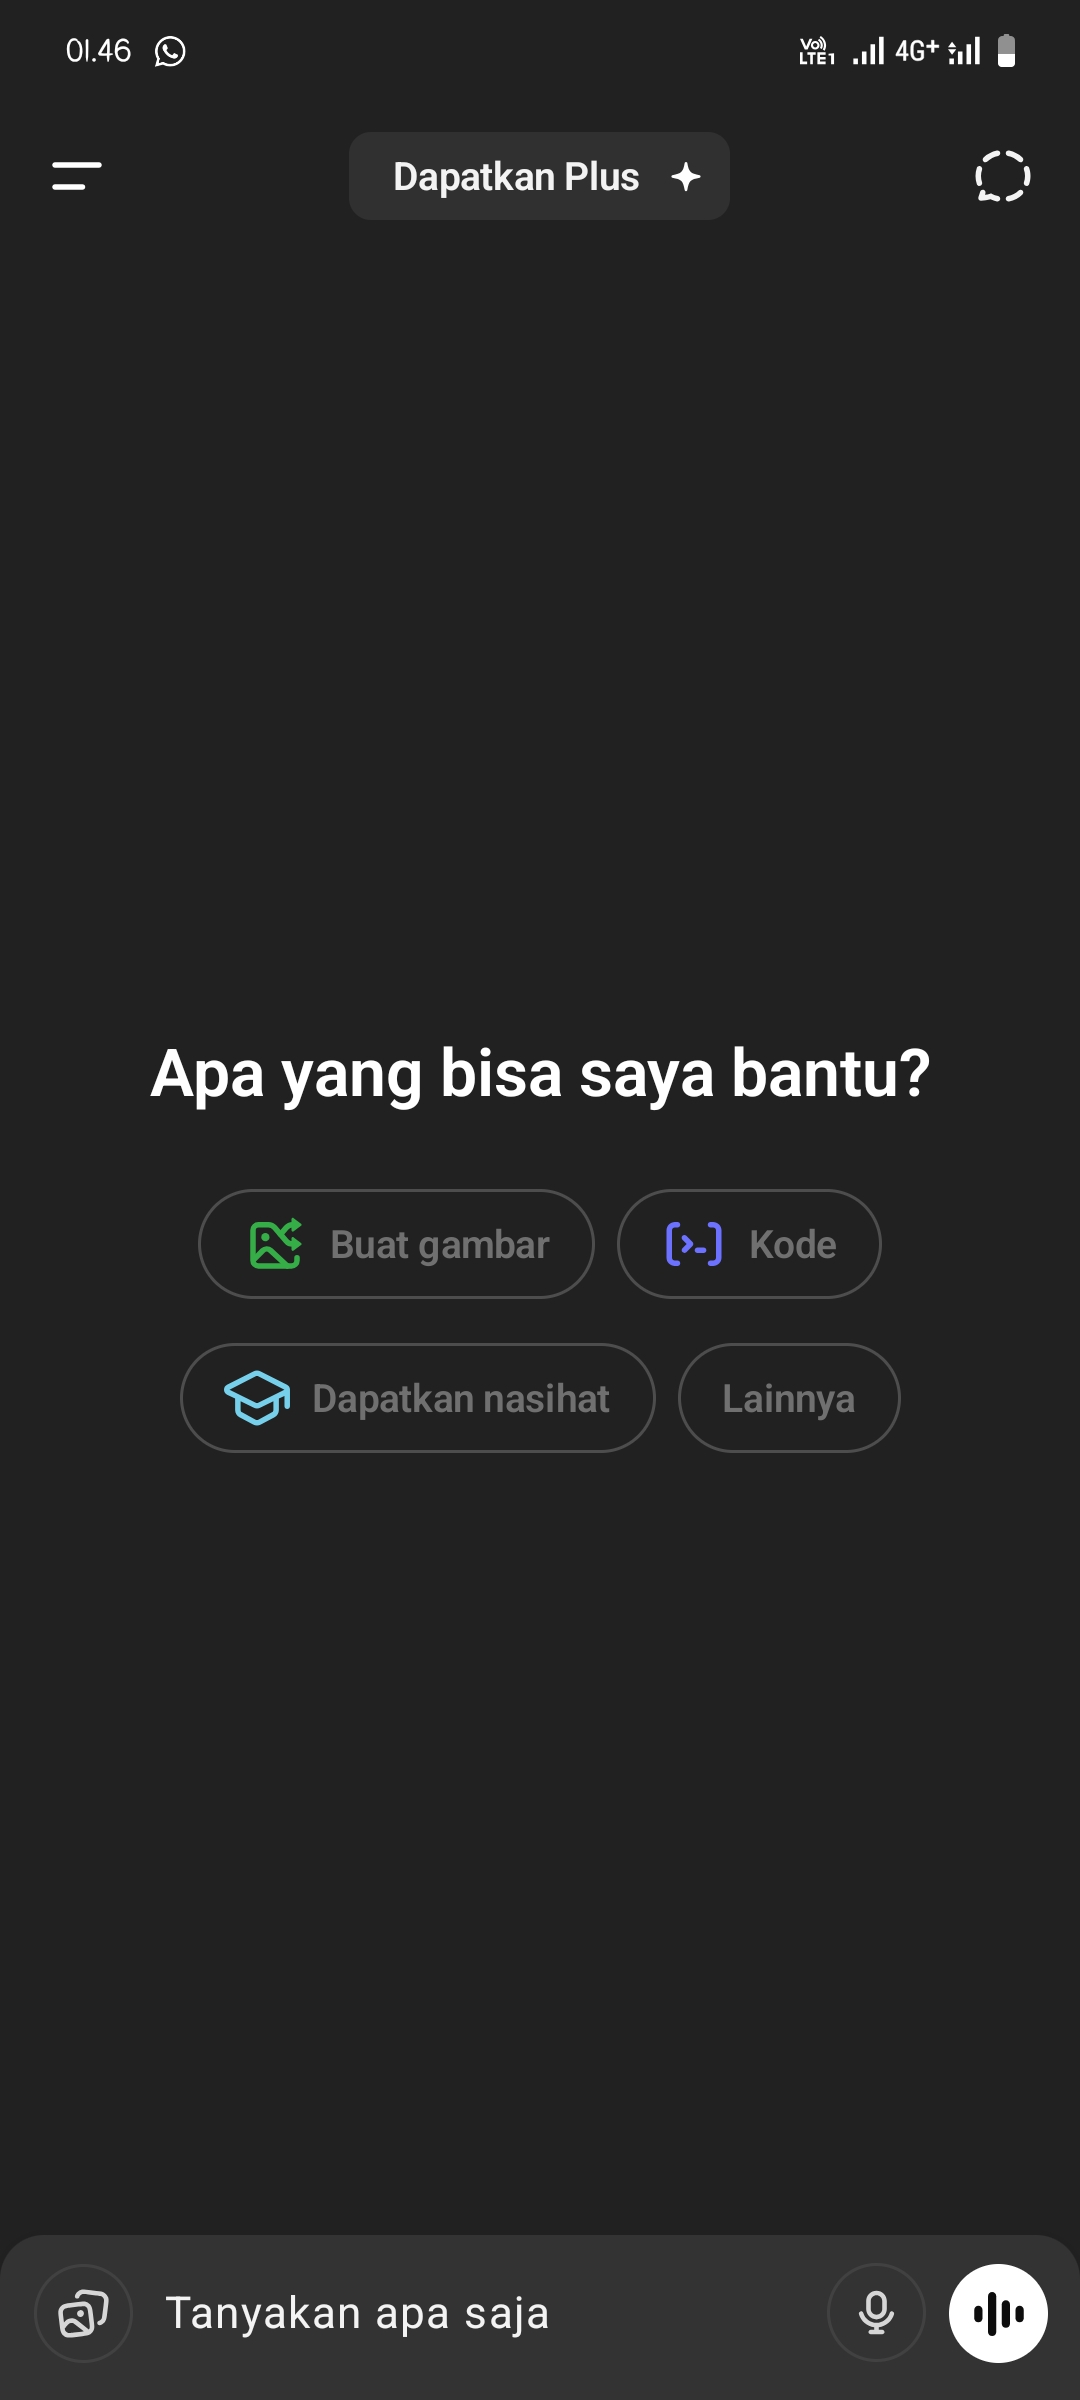 01.46
Vo) LTE1 4G+
Dapatkan Plus
Apa yang bisa saya bantu?
Buat gambar
Kode
Dapatkan nasihat
Lainnya
Tanyakan apa saja